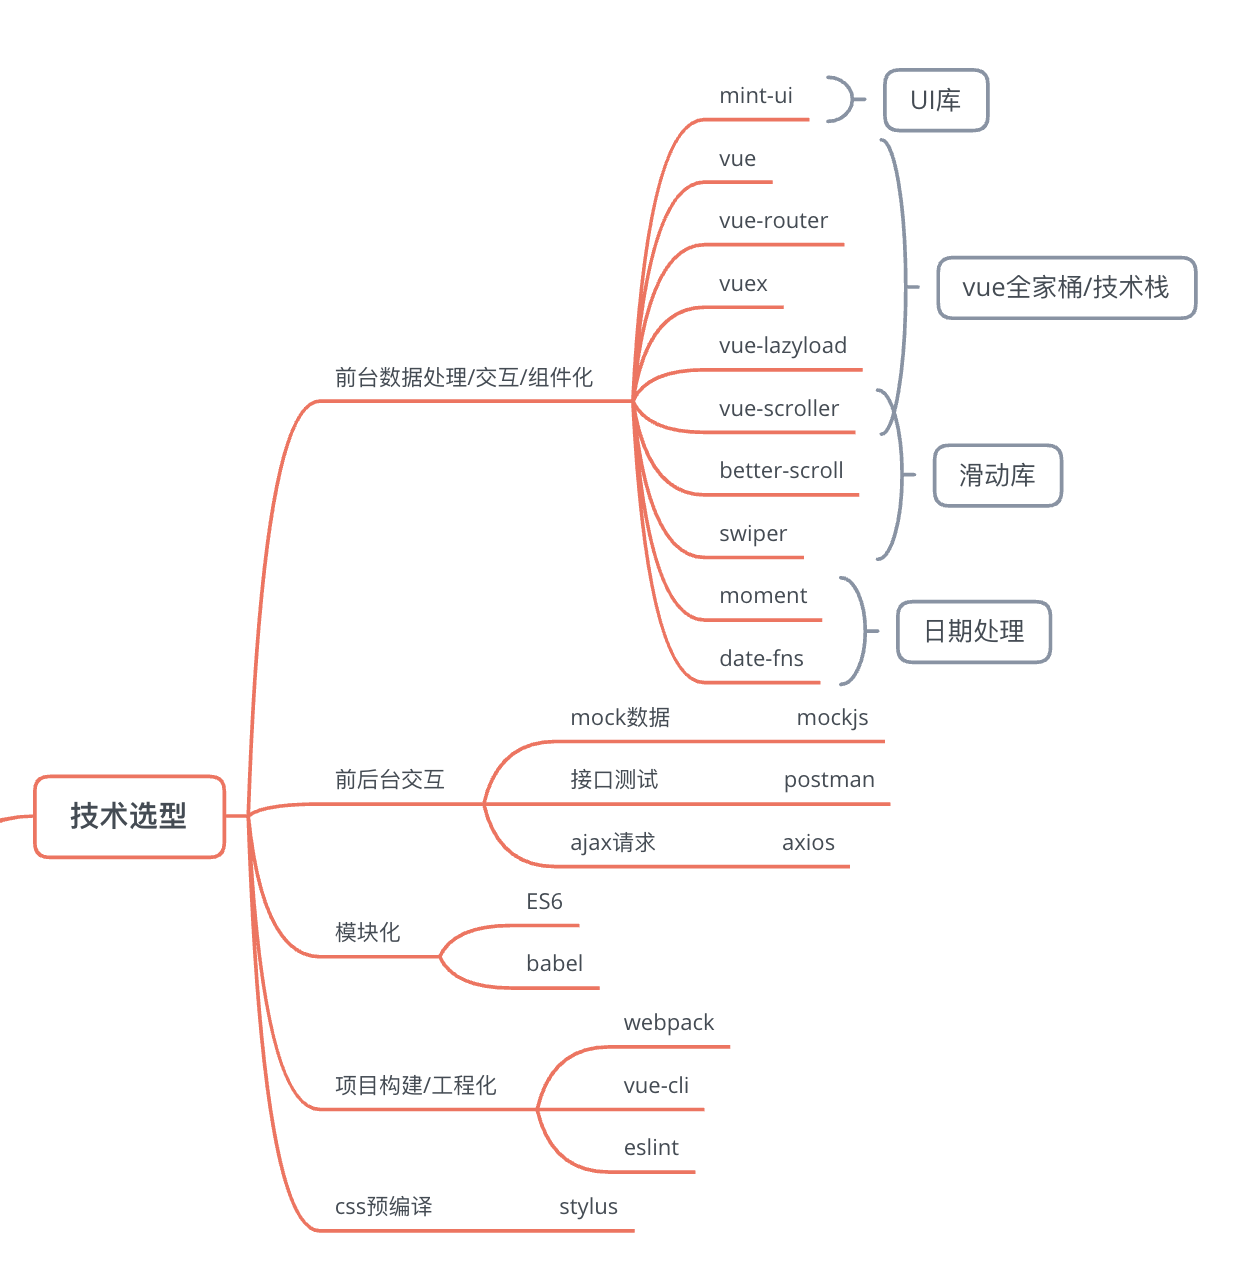 技术选型
前台数据处理/交互/组件化
mint-ui
UI库
vue
vue-router
vuex
vue-lazyload
vue-scroller
vue全家桶/技术栈
better-scroll
swiper
滑动库
moment
date-fns
日期处理
前后台交互
mock数据 mockjs
接口测试 postman
ajax请求 axios
模块化
ES6
babel
项目构建/工程化
webpack
vue-cli
eslint
css预编译 stylus